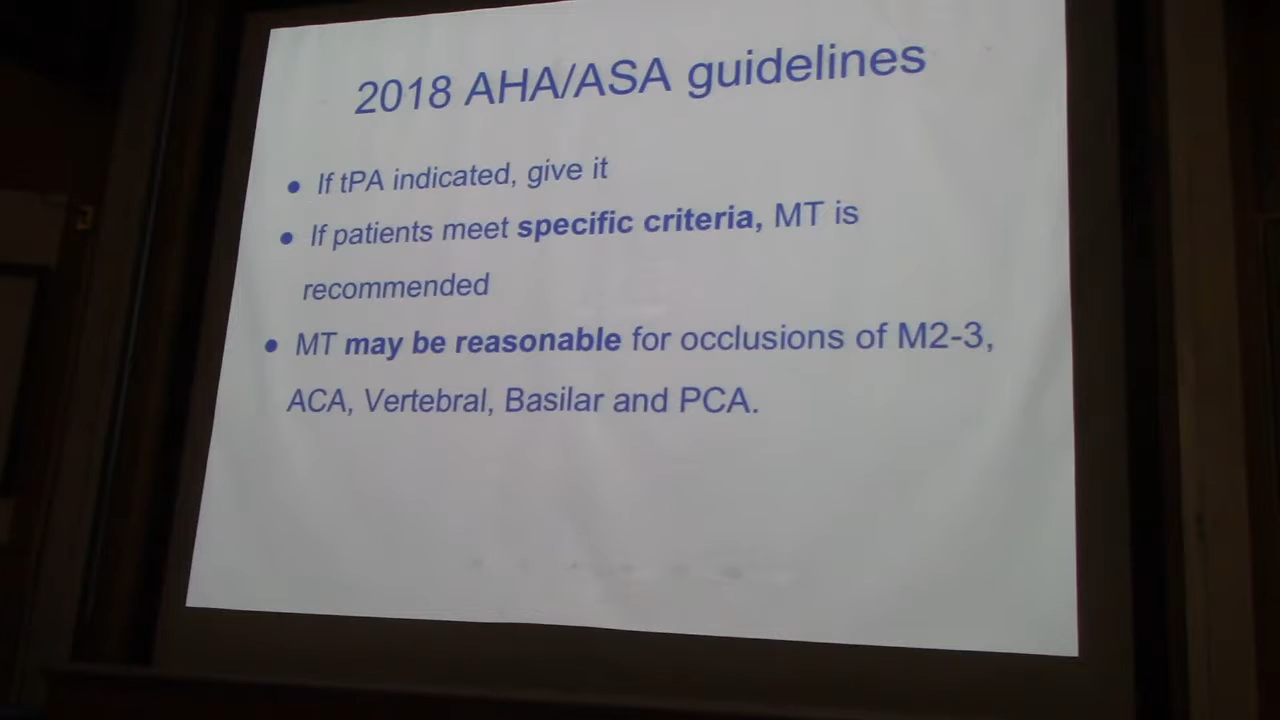 2018 AHA/ASA guidelines
● If tPA indicated, give it
● If patients meet specific criteria, MT is
recommended
● MT may be reasonable for occlusions of M2-3,
ACA, Vertebral, Basilar and PCA.